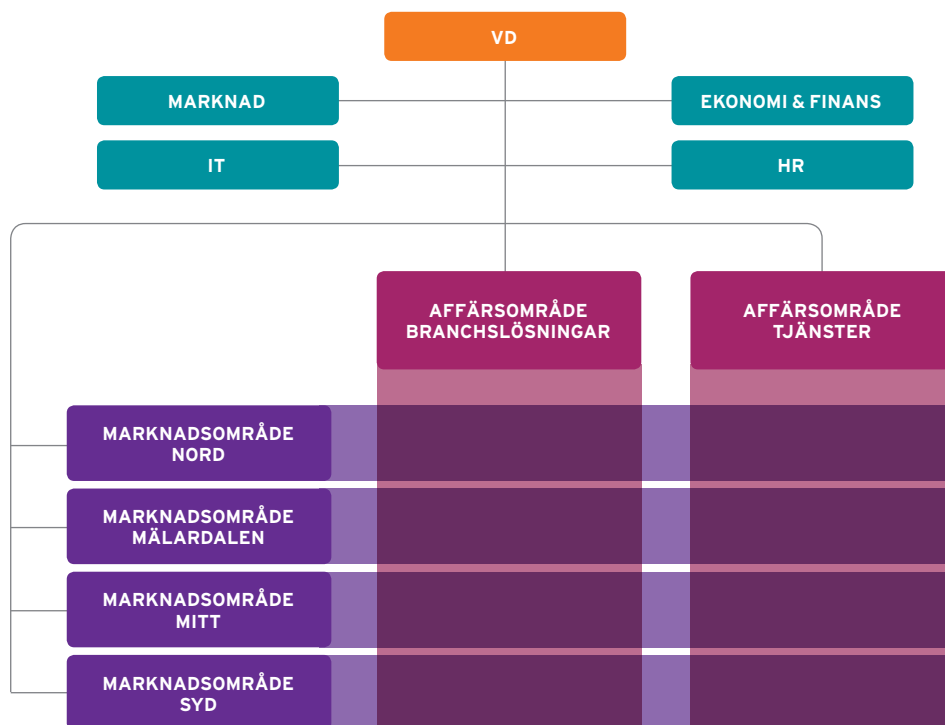 VD
MARKNAD
EKONOMI & FINANS
IT
HR
AFFÄRSOMRÅDE
BRANCHSLÖSNINGAR
AFFÄRSOMRÅDE
TJÄNSTER
MARKNADSOMRÅDE
NORD
MARKNADSOMRÅDE
MÄLARDALEN
MARKNADSOMRÅDE
MITT
MARKNADSOMRÅDE
SYD